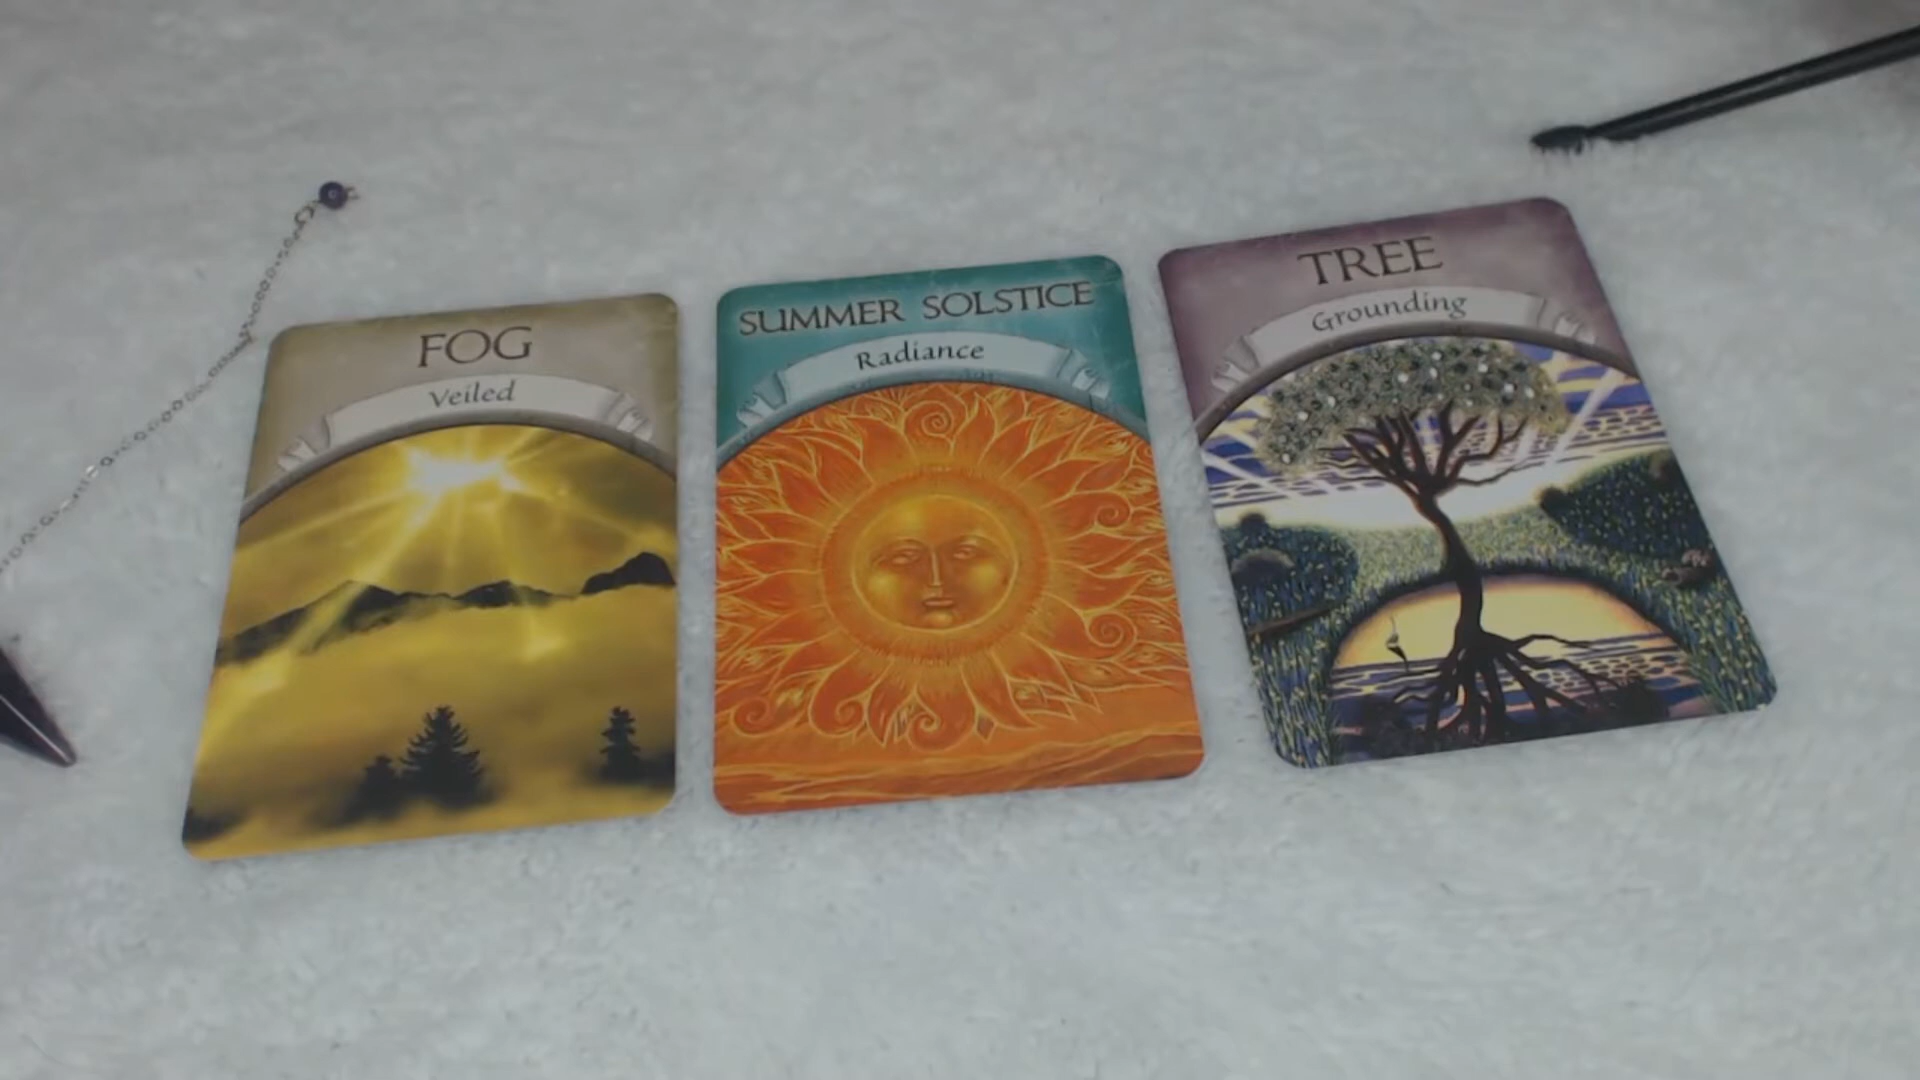 FOG
Veiled
SUMMER SOLSTICE
Radiance
TREE
Grounding